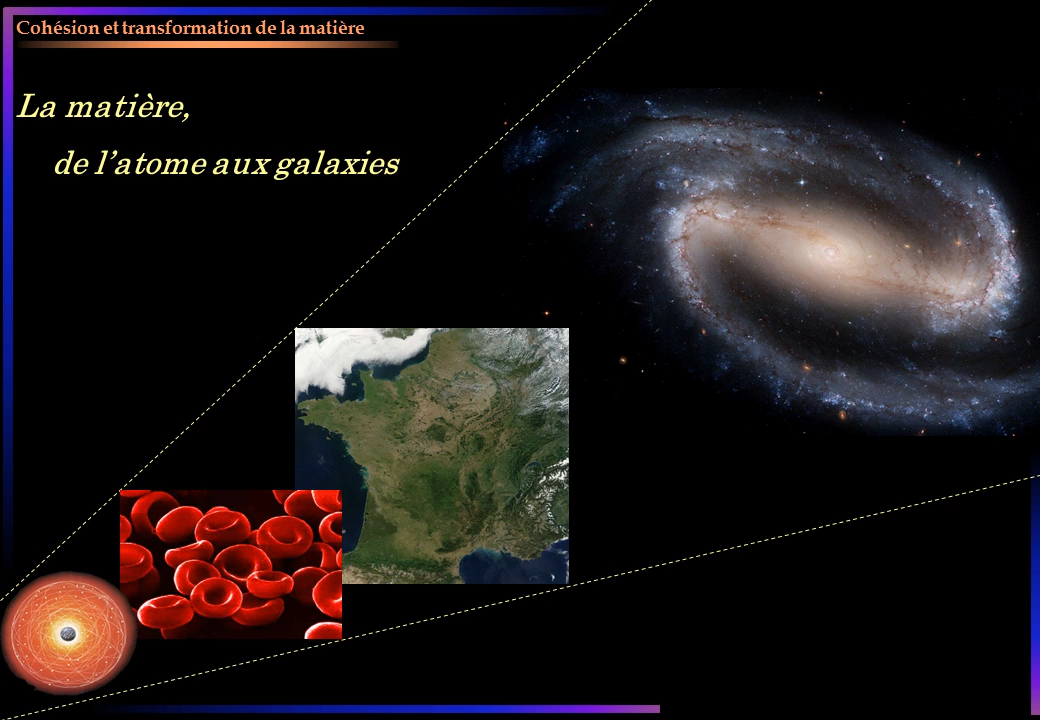 Cohésion et transformation de la matière
La matière,
de l’atome aux galaxies